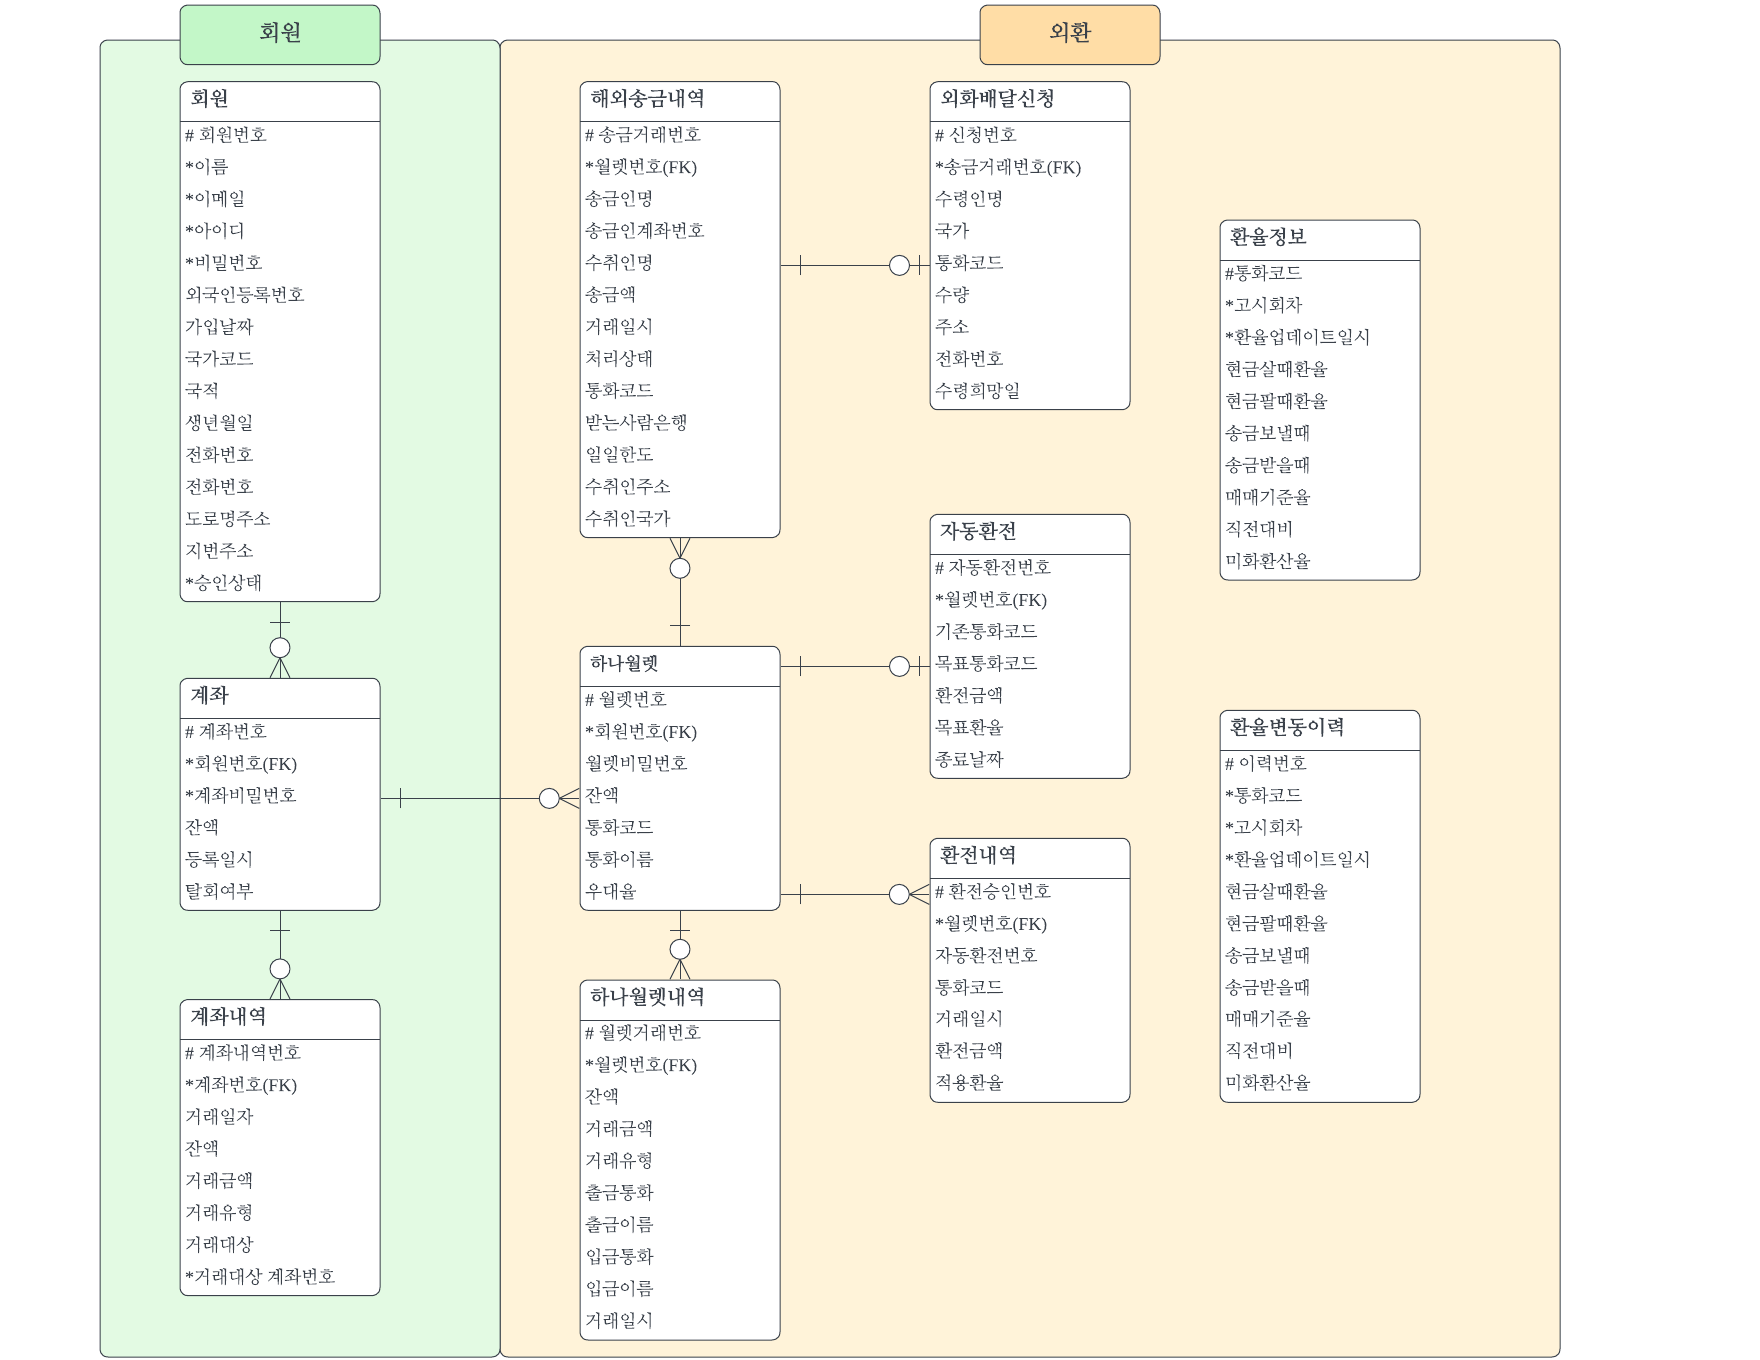 회원
외환
회원
# 회원번호
*이름
*이메일
*아이디
*비밀번호
외국인등록번호
가입날짜
국가코드
국적
생년월일
전화번호
전화번호
도로명주소
지번주소
*승인상태
계좌
# 계좌번호
*회원번호(FK)
*계좌비밀번호
잔액
등록일시
탈회여부
계좌내역
# 계좌내역번호
*계좌번호(FK)
거래일자
잔액
거래금액
거래유형
거래대상
*거래대상 계좌번호
해외송금내역
# 송금거래번호
*월렛번호(FK)
송금인명
송금인계좌번호
수취인명
송금액
거래일시
처리상태
통화코드
받는사람은행
일일한도
수취인주소
수취인국가
하나월렛
# 월렛번호
*회원번호(FK)
월렛비밀번호
잔액
통화코드
통화이름
우대율
하나월렛내역
# 월렛거래번호
*월렛번호(FK)
잔액
거래금액
거래유형
출금통화
출금이름
입금통화
입금이름
거래일시
외화배달신청
# 신청번호
*송금거래번호(FK)
수령인명
국가
통화코드
수량
주소
전화번호
수령희망일
자동환전
# 자동환전번호
*월렛번호(FK)
기존통화코드
목표통화코드
환전금액
목표환율
종료날짜
환전내역
# 환전승인번호
*월렛번호(FK)
자동환전번호
통화코드
거래일시
환전금액
적용환율
환율정보
#통화코드
*고시회차
*환율업데이트일시
현금살때환율
현금팔때환율
송금보낼때
송금받을때
매매기준율
직전대비
미화환산율
환율변동이력
# 이력번호
*통화코드
*고시회차
*환율업데이트일시
현금살때환율
현금팔때환율
송금보낼때
송금받을때
매매기준율
직전대비
미화환산율